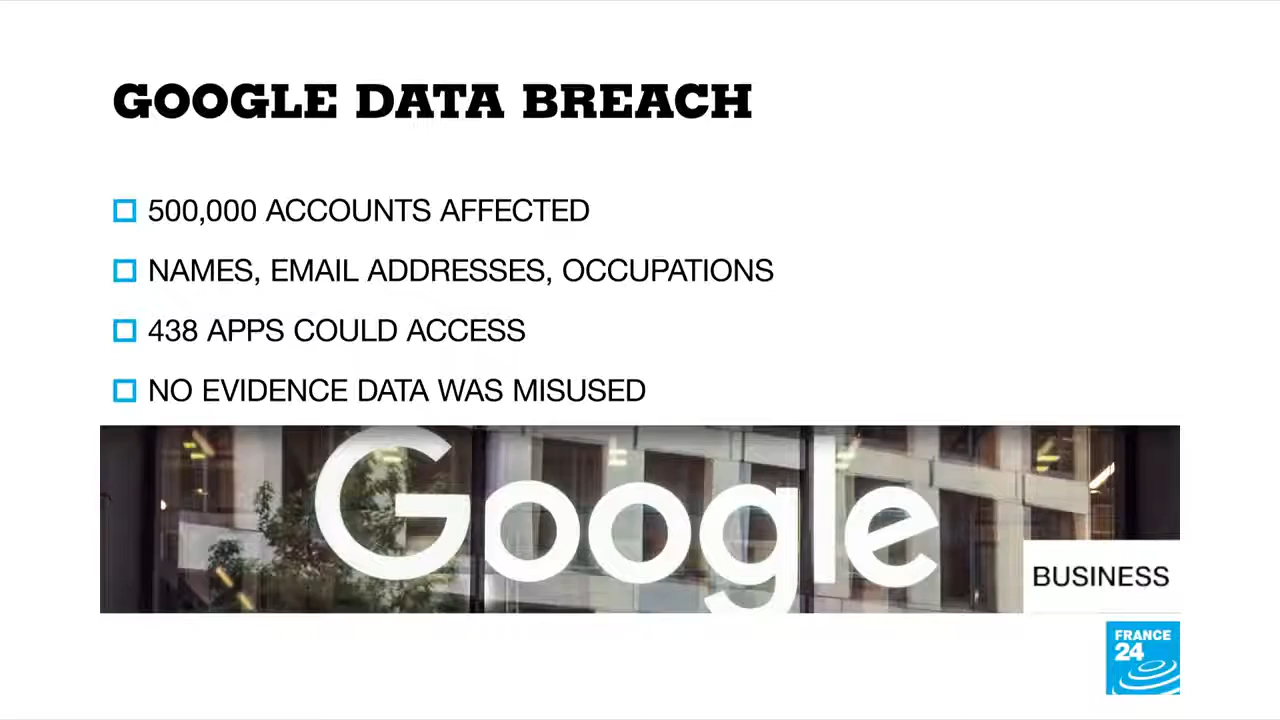 GOOGLE DATA BREACH
500,000 ACCOUNTS AFFECTED
NAMES, EMAIL ADDRESSES, OCCUPATIONS
438 APPS COULD ACCESS
NO EVIDENCE DATA WAS MISUSED
Google
BUSINESS
FRANCE
24